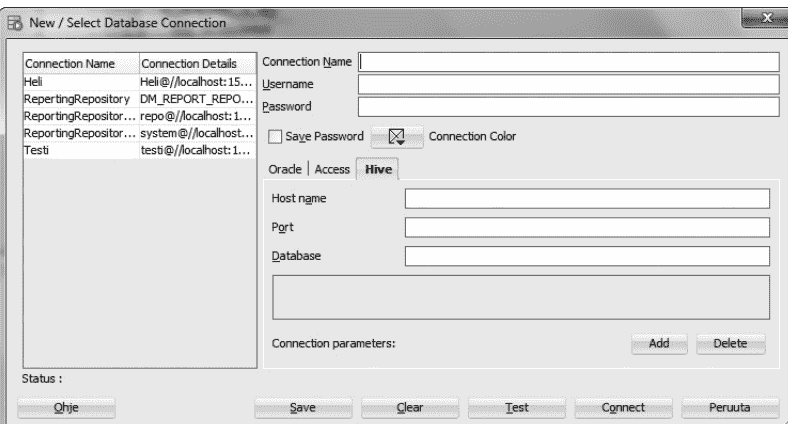 New / Select Database Connection
Connection Name Connection Details
Heli Heli@//localhost:15...
RepertingRepository DM_REPORT_REPO...
ReportingRepositor... repo@//localhost:1...
ReportingRepositor... system@//localhost:...
Testi testi@//localhost:1...
Connection Name
Username
Password
Save Password Connection Color
Oracle Access Hive
Host name
Port
Database
Connection parameters: Add Delete
Status :
Ohje Save Clear Test Connect Peruuta